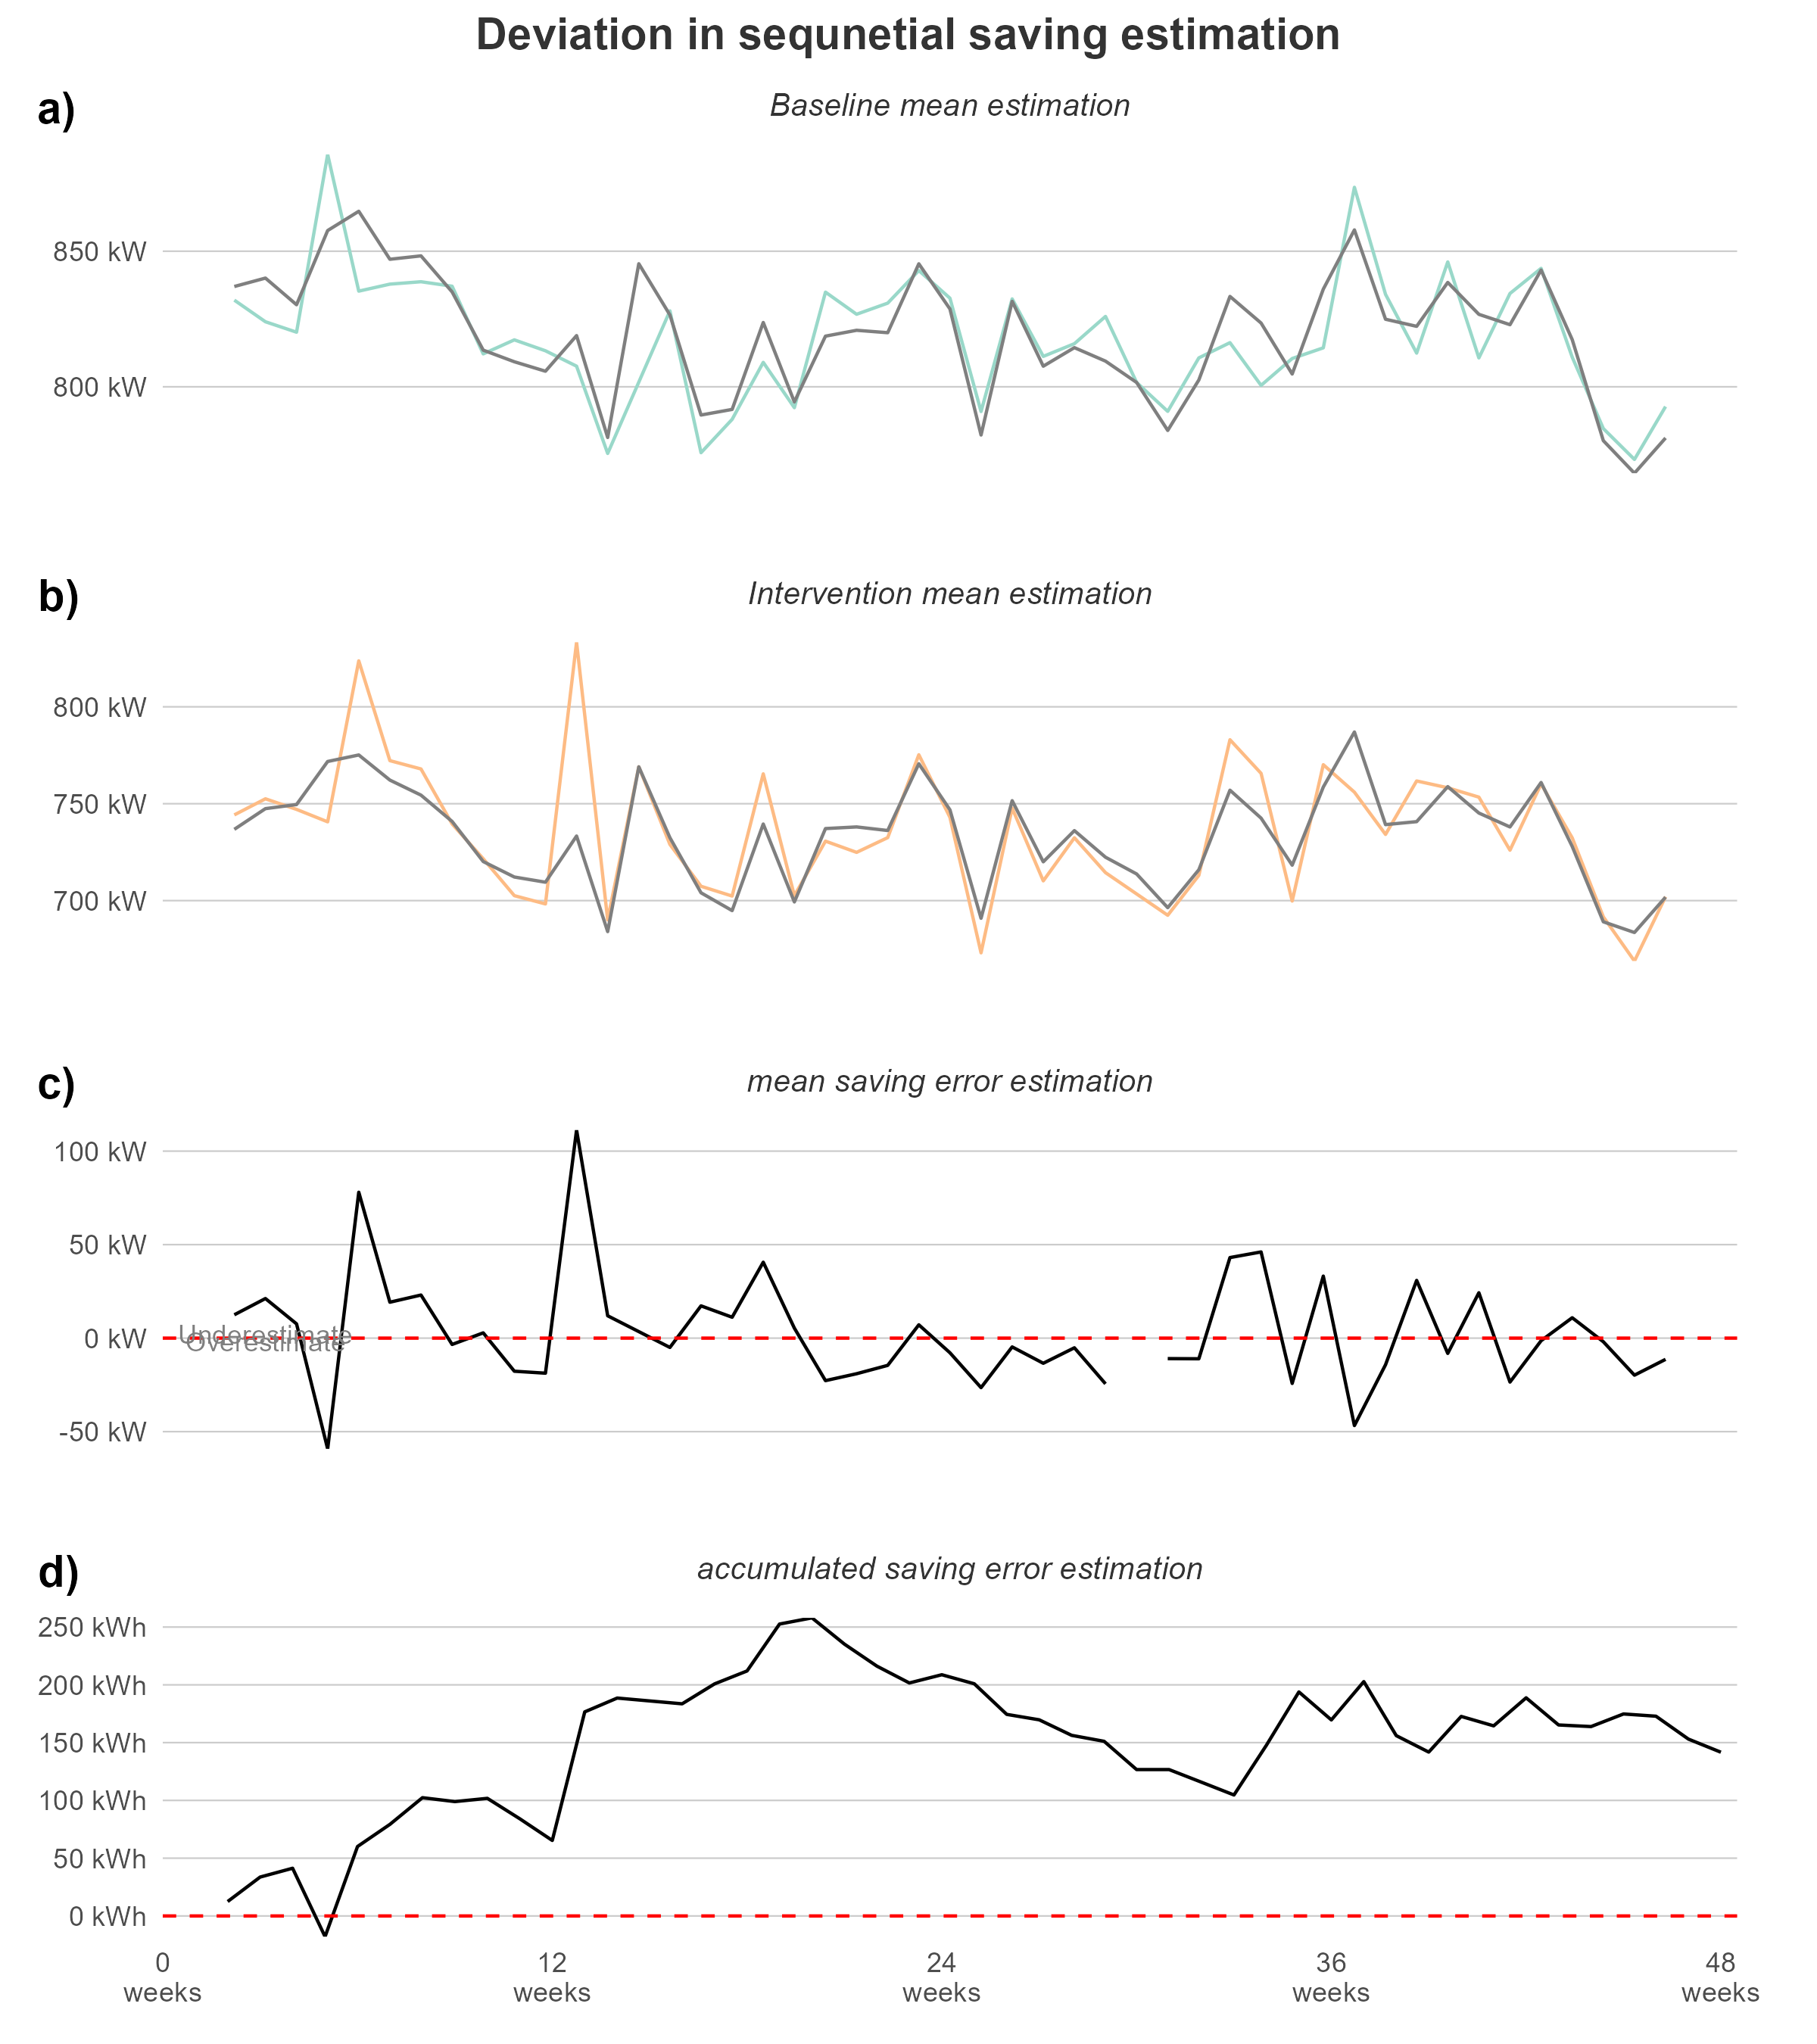 Deviation in sequnetial saving estimation
a)
Baseline mean estimation
850 kW
800 kW
b)
Intervention mean estimation
800 kW
750 kW
700 kW
c)
mean saving error estimation
100 kW
50 kW
0 kW
Underestimate
Overestimate
-50 kW
d)
accumulated saving error estimation
250 kWh
200 kWh
150 kWh
100 kWh
50 kWh
0 kWh
0 12 24 36 48
weeks weeks weeks weeks weeks